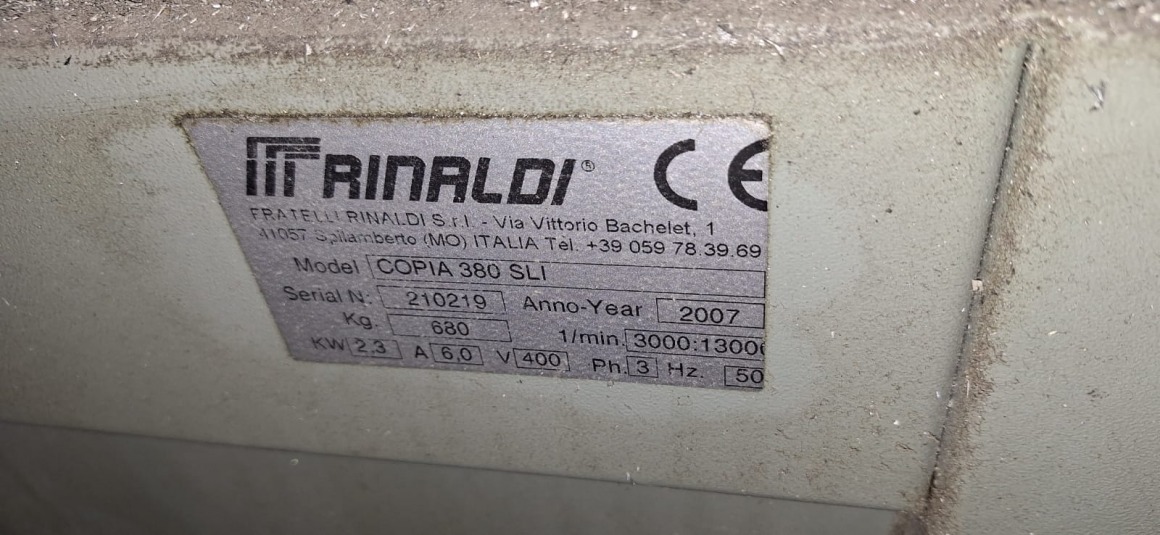 RINALDI® CE
FRATELLI RINALDI S.r.l. - Via Vittorio Bachelet, 1
41057 Spilamberto (MO) ITALIA Tel. +39 059 78.39.69
Model COPIA 380 SLI
Serial N: 210219 Anno-Year 2007
Kg. 680 1/min. 3000:1300
KW 2,3 A 6,0 V 400 Ph. 3 Hz. 50